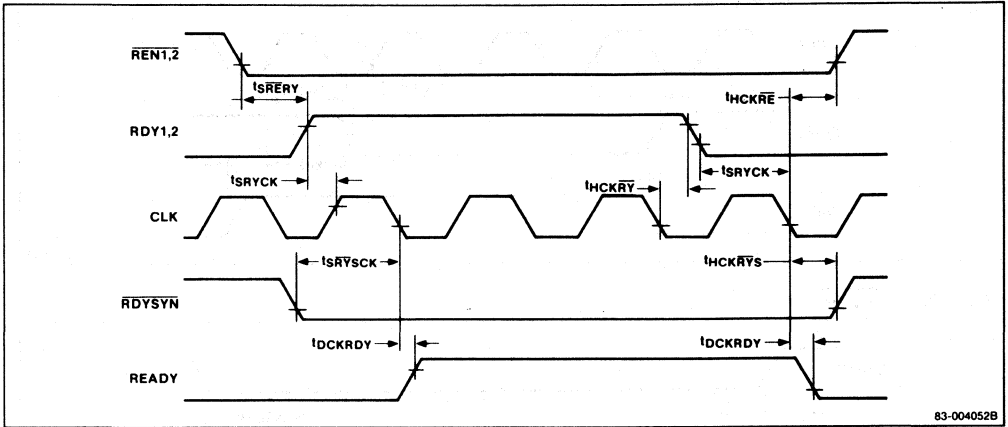 REN1,2
tSRERY
tHCKRE
RDY1,2
tSRYCK
tHCKRY
tSRYCK
CLK
tSRYSCK
tHCKRYS
RDYSYN
tDCKRDY
tDCKRDY
READY
83-004052B